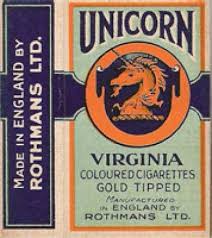 MADE IN ENGLAND BY
ROTHMANS LTD.
UNICORN
VIRGINIA
COLOURED CIGARETTES
GOLD TIPPED
MANUFACTURED
IN ENGLAND BY
ROTHMANS LTD.